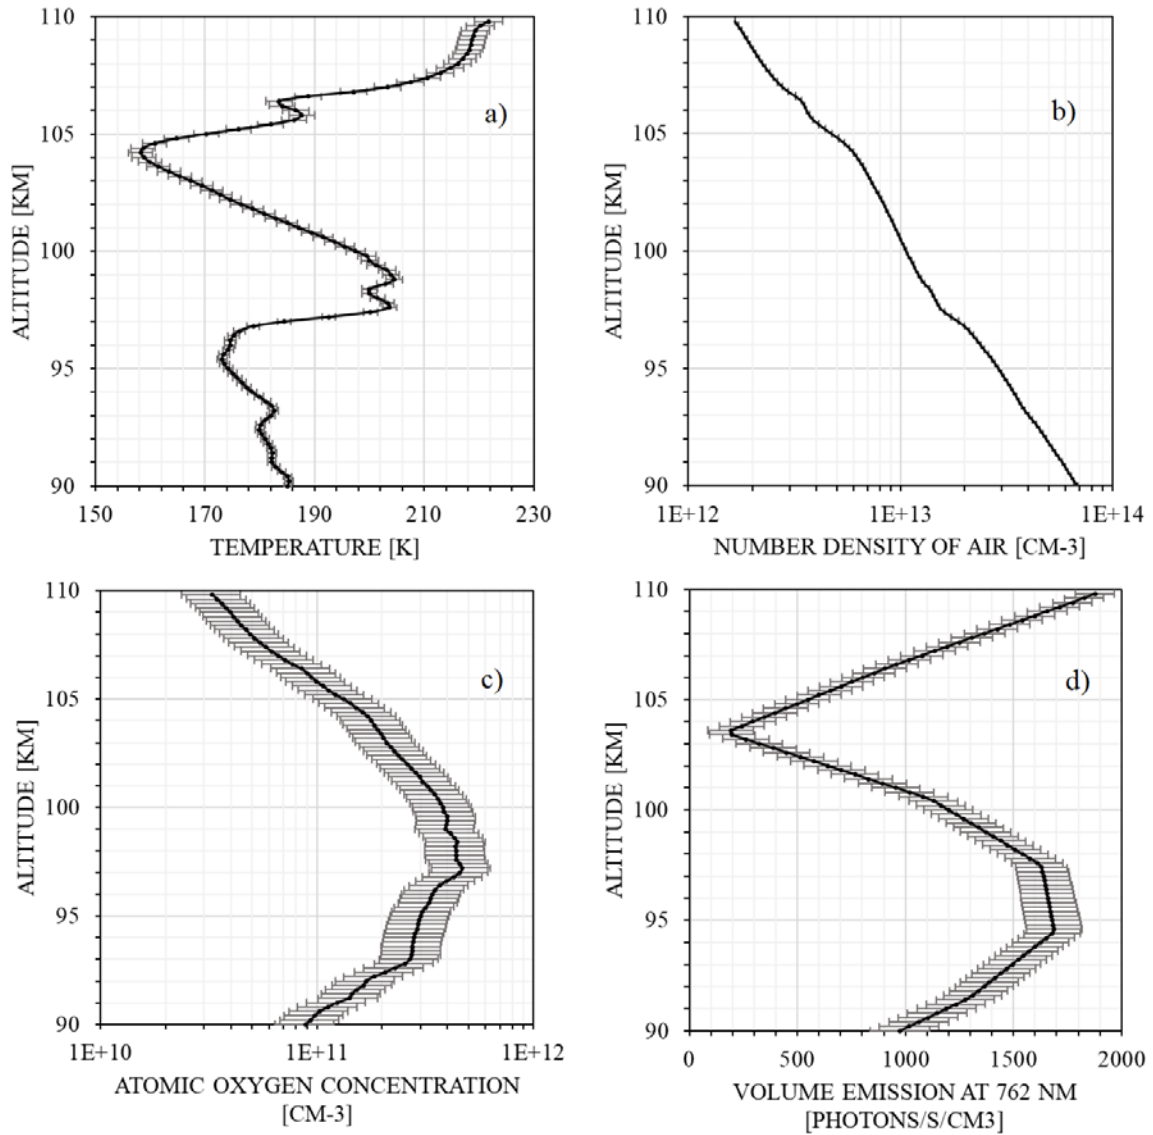 110
105
100
95
90
ALTITUDE [KM]
a)
150 170 190 210 230
TEMPERATURE [K]
110
105
100
95
90
ALTITUDE [KM]
b)
1E+12 1E+13 1E+14
NUMBER DENSITY OF AIR [CM-3]
110
105
100
95
90
ALTITUDE [KM]
c)
1E+10 1E+11 1E+12
ATOMIC OXYGEN CONCENTRATION
[CM-3]
110
105
100
95
90
ALTITUDE [KM]
d)
0 500 1000 1500 2000
VOLUME EMISSION AT 762 NM
[PHOTONS/S/CM3]